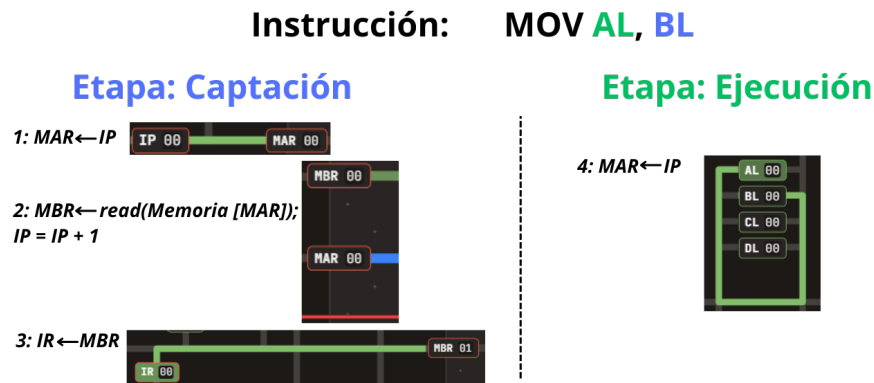 Instrucción: MOV AL, BL
Etapa: Captación
1: MAR←IP
IP 00
MAR 00
MBR 00
2: MBR←read(Memoria [MAR]);
IP = IP + 1
MAR 00
3: IR←MBR
MBR 01
IR 00
Etapa: Ejecución
4: MAR←IP
AL 00
BL 00
CL 00
DL 00